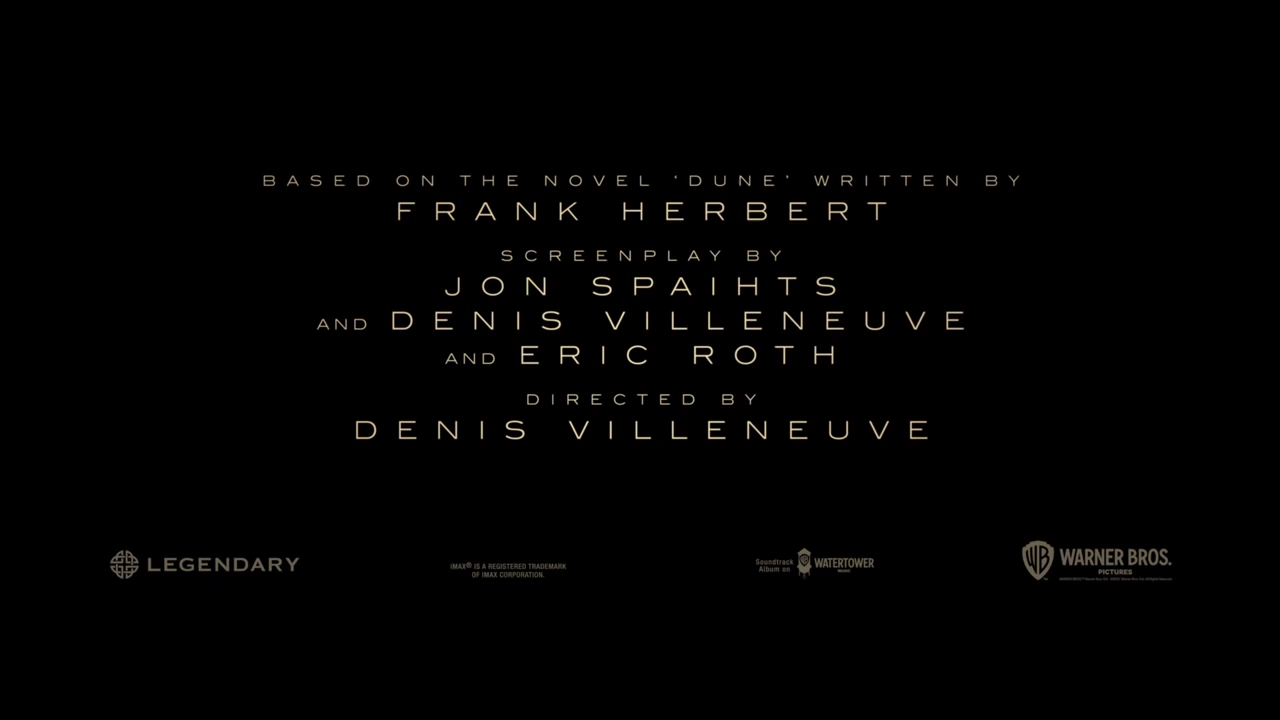 BASED ON THE NOVEL ‘DUNE’ WRITTEN BY
FRANK HERBERT
SCREENPLAY BY
JON SPAIHTS
AND DENIS VILLENEUVE
AND ERIC ROTH
DIRECTED BY
DENIS VILLENEUVE
LEGENDARY
IMAX® IS A REGISTERED TRADEMARK
OF IMAX CORPORATION.
Soundtrack
Album on
WATERTOWER
MUSIC
WB
WARNER BROS.
PICTURES